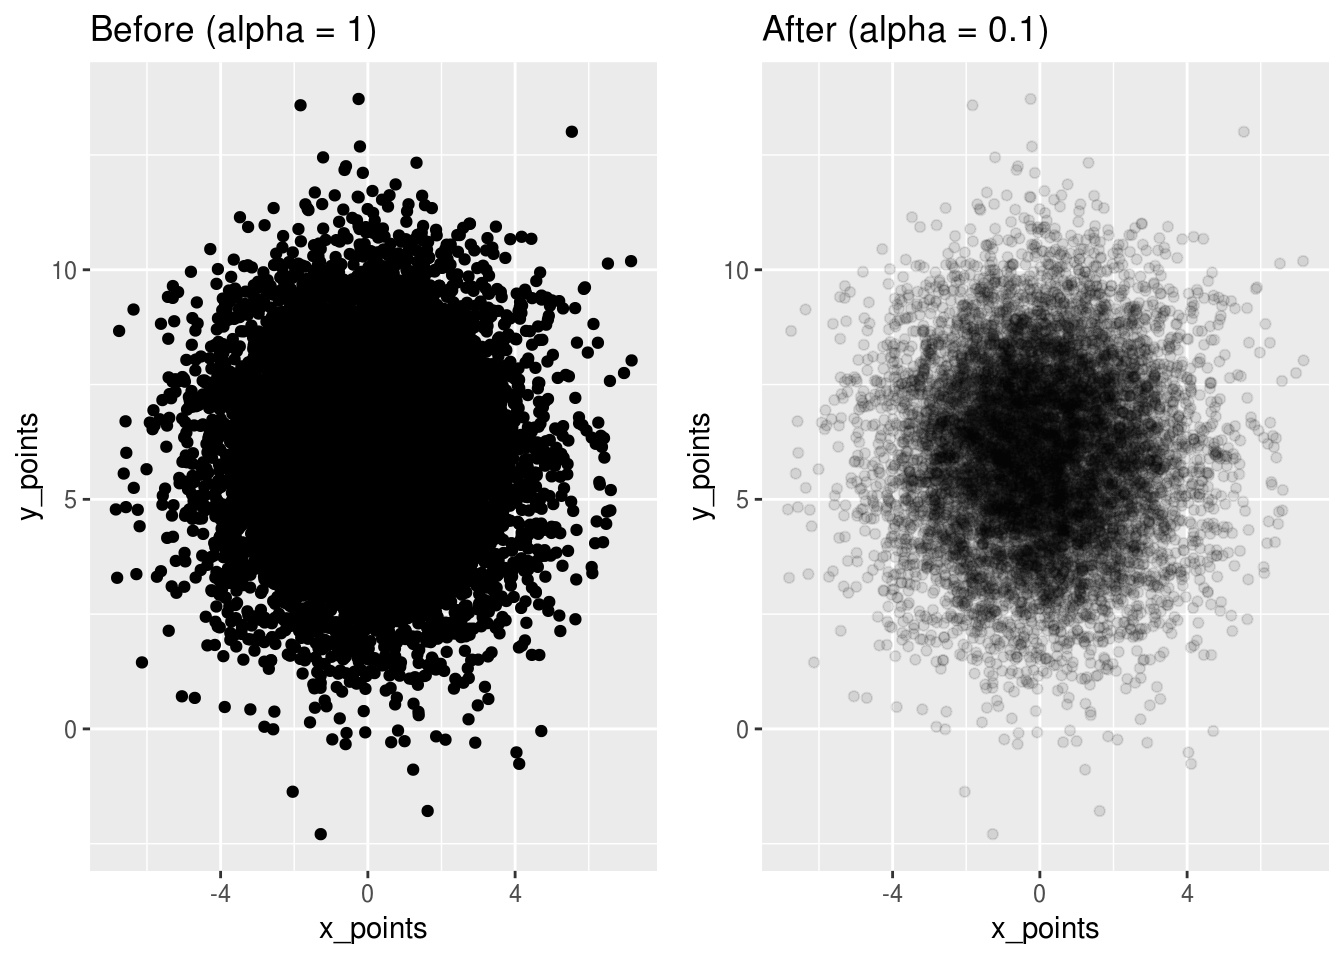 Before (alpha = 1)
10
5
0
y_points
-4
0
4
x_points
After (alpha = 0.1)
10
5
0
y_points
-4
0
4
x_points